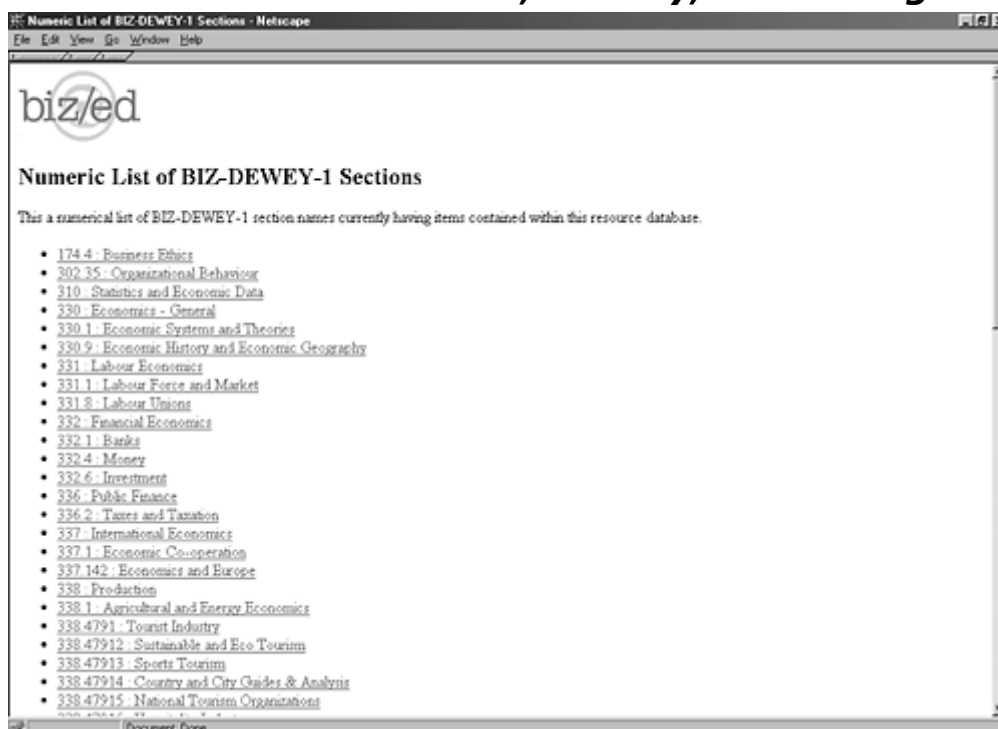 Numeric List of BIZ-DEWEY-1 Sections - Netscape
File Edit View Go Window Help
biz/ed
Numeric List of BIZ-DEWEY-1 Sections
This a numerical list of BIZ-DEWEY-1 section names currently having items contained within this resource database.
174.4 : Business Ethics
302.35 : Organizational Behaviour
310 : Statistics and Economic Data
330 : Economics - General
330.1 : Economic Systems and Theories
330.9 : Economic History and Economic Geography
331 : Labour Economics
331.1 : Labour Force and Market
331.8 : Labour Unions
332 : Financial Economics
332.1 : Banks
332.4 : Money
332.6 : Investment
336 : Public Finance
336.2 : Taxes and Taxation
337 : International Economics
337.1 : Economic Co-operation
337.142 : Economics and Europe
338 : Production
338.1 : Agricultural and Energy Economics
338.4791 : Tourist Industry
338.47912 : Sustainable and Eco Tourism
338.47913 : Sports Tourism
338.47914 : Country and City Guides & Analysis
338.47915 : National Tourism Organizations
Document: Done